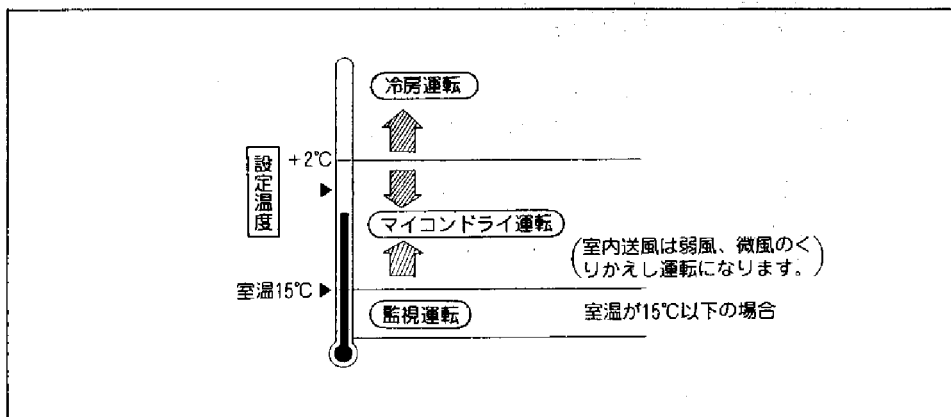 冷房運転
+2℃
設定温度
マイコンドライ運転
(室内送風は弱風、微風のく
りかえし運転になります。)
室温15℃
監視運転
室温が15℃以下の場合